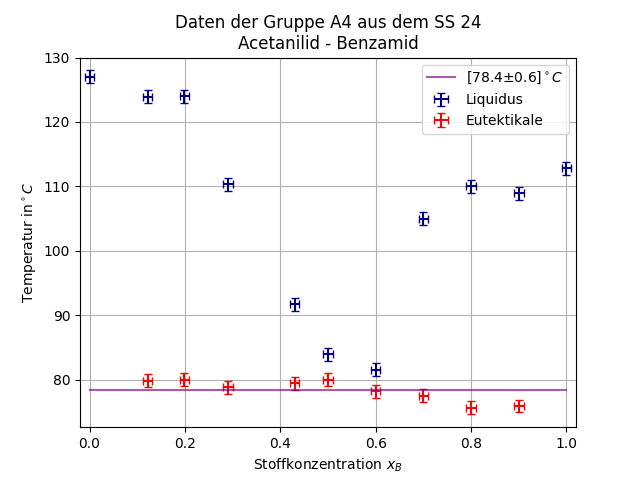 Daten der Gruppe A4 aus dem SS 24
Acetanilid - Benzamid
[78.4±0.6]°C
Liquidus
Eutektikale
Temperatur in°C
130
120
110
100
90
80
0.0 0.2 0.4 0.6 0.8 1.0
Stoffkonzentration x_B